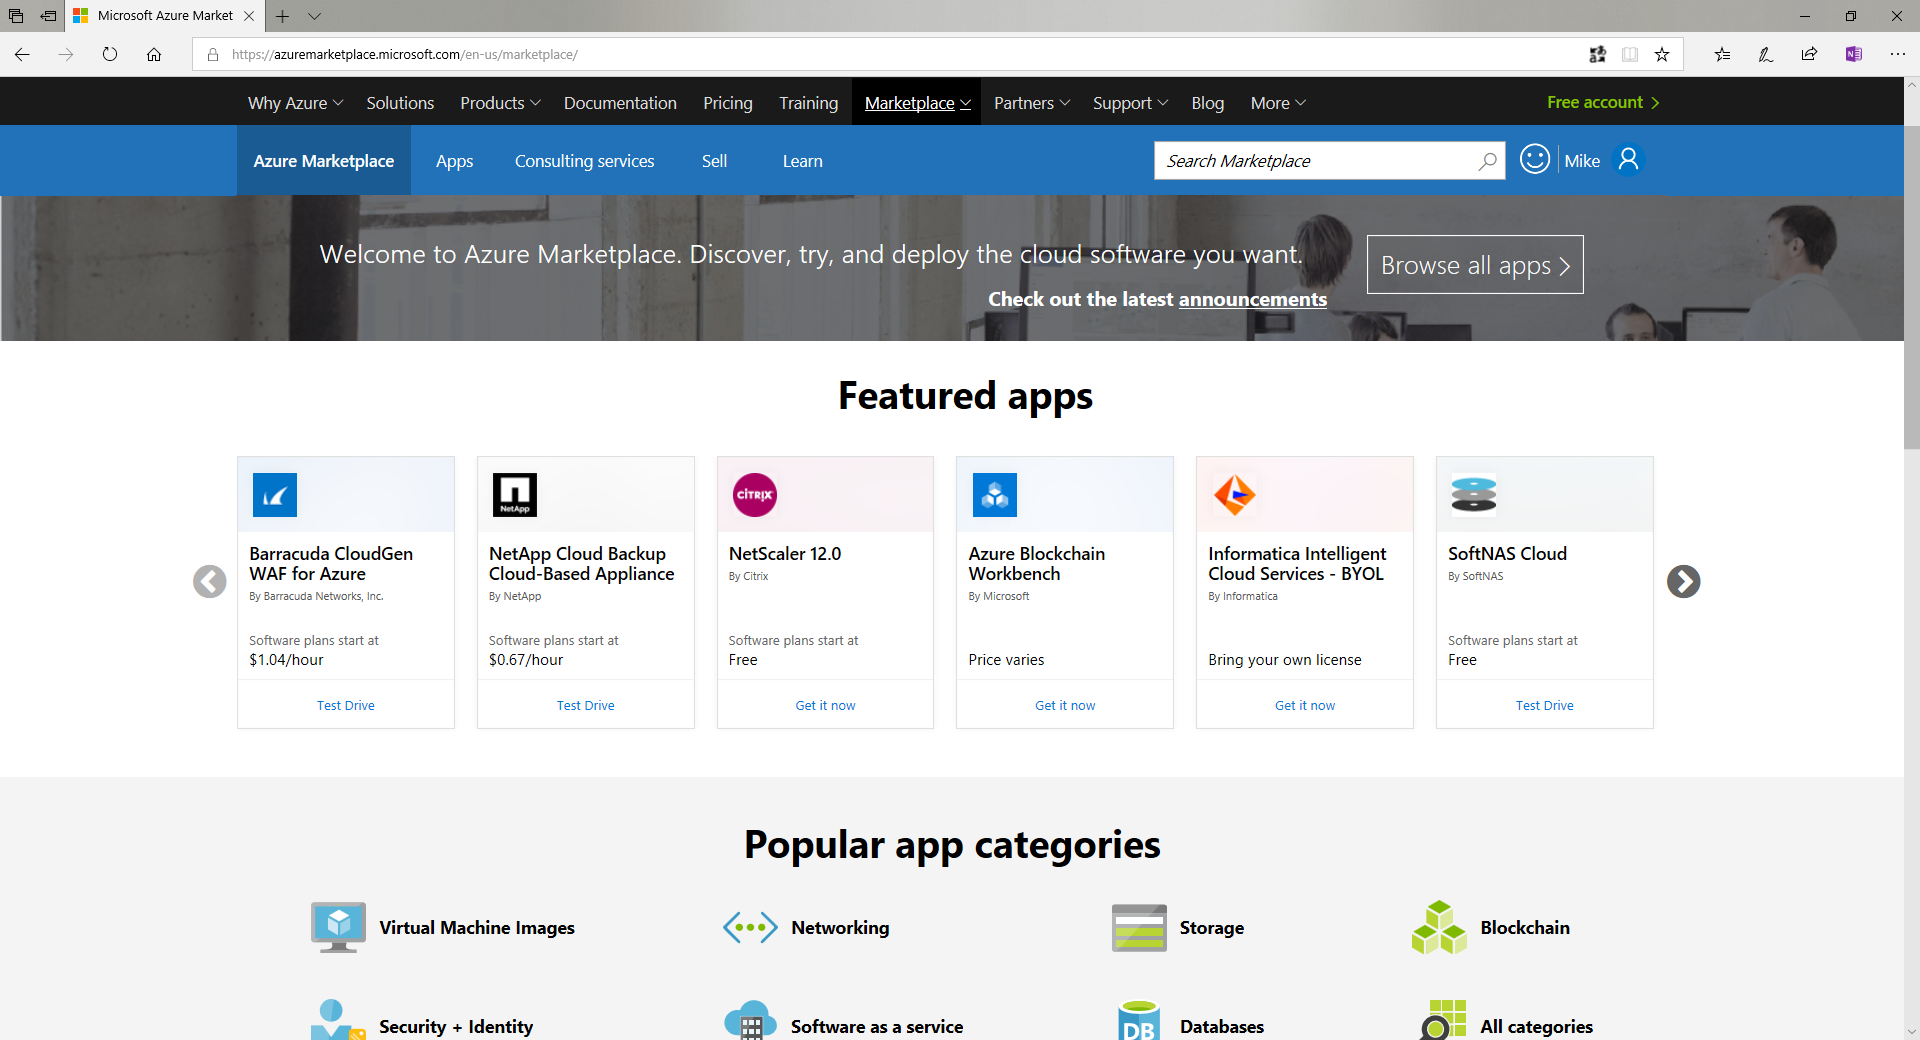 Microsoft Azure Market
https://azuremarketplace.microsoft.com/en-us/marketplace/
Why Azure Solutions Products Documentation Pricing Training Marketplace Partners Support Blog More Free account
Azure Marketplace Apps Consulting services Sell Learn Search Marketplace Mike
Welcome to Azure Marketplace. Discover, try, and deploy the cloud software you want.
Browse all apps
Check out the latest announcements
Featured apps
NetApp
CİTRIX
Barracuda CloudGen
WAF for Azure
By Barracuda Networks, Inc.
Software plans start at
$1.04/hour
Test Drive
NetApp Cloud Backup
Cloud-Based Appliance
By NetApp
Software plans start at
$0.67/hour
Test Drive
NetScaler 12.0
By Citrix
Software plans start at
Free
Get it now
Azure Blockchain
Workbench
By Microsoft
Price varies
Get it now
Informatica Intelligent
Cloud Services - BYOL
By Informatica
Bring your own license
Get it now
SoftNAS Cloud
By SoftNAS
Software plans start at
Free
Test Drive
Popular app categories
Virtual Machine Images
Networking
Storage
Blockchain
Security + Identity
Software as a service
DB
Databases
All categories